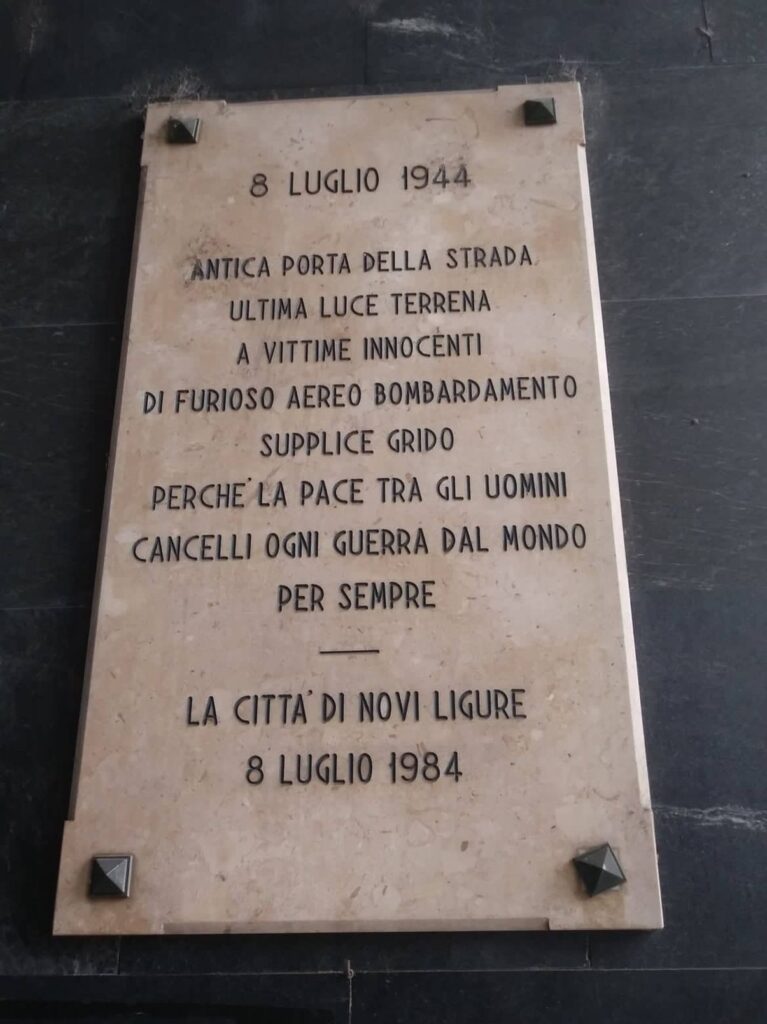 8 LUGLIO 1944
ANTICA PORTA DELLA STRADA
ULTIMA LUCE TERRENA
A VITTIME INNOCENTI
DI FURIOSO AEREO BOMBARDAMENTO
SUPPLICE GRIDO
PERCHE' LA PACE TRA GLI UOMINI
CANCELLI OGNI GUERRA DAL MONDO
PER SEMPRE
LA CITTA' DI NOVI LIGURE
8 LUGLIO 1984